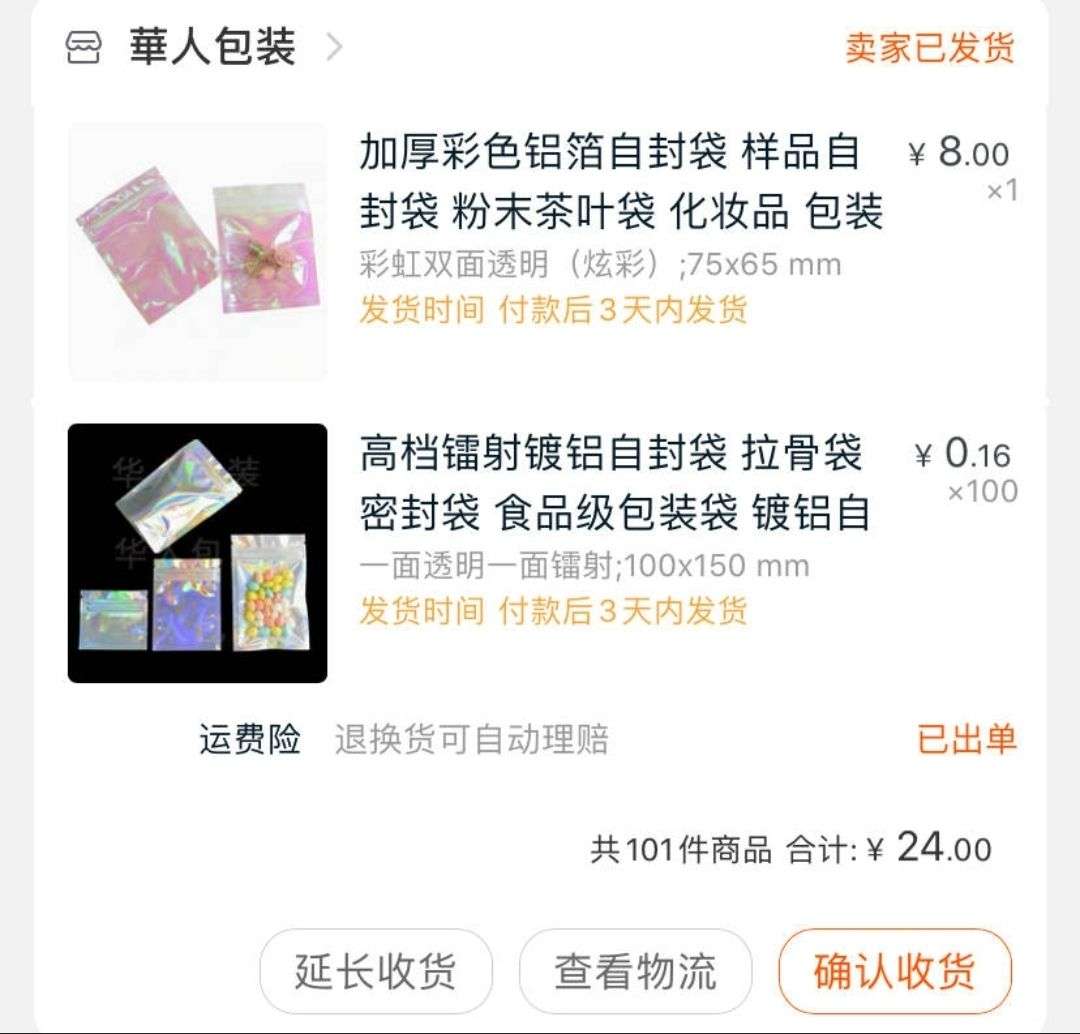 華人包装
卖家已发货
加厚彩色铝箔自封袋 样品自
¥ 8.00
封袋 粉末茶叶袋 化妆品 包装
×1
彩虹双面透明（炫彩）;75x65 mm
发货时间 付款后3天内发货
高档镭射镀铝自封袋 拉骨袋
¥ 0.16
密封袋 食品级包装袋 镀铝自
×100
一面透明一面镭射;100x150 mm
发货时间 付款后3天内发货
运费险 退换货可自动理赔
已出单
共101件商品 合计: ¥ 24.00
延长收货
查看物流
确认收货